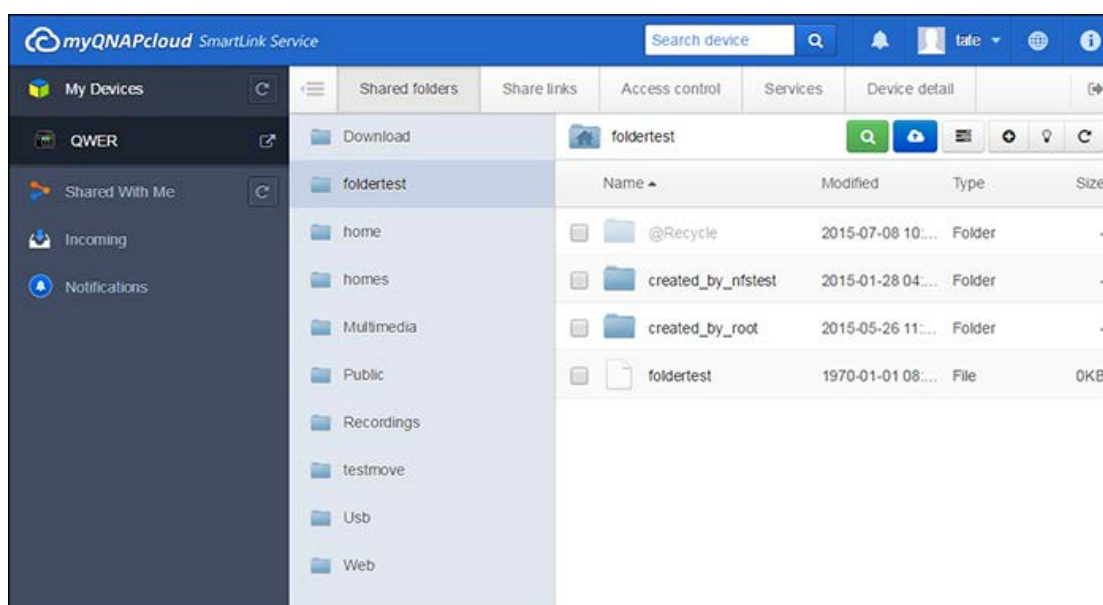 myQNAPcloud SmartLink Service
Search device
tate
My Devices
Shared folders
Share links
Access control
Services
Device detail
QWER
Download
foldertest
foldertest
Name
Modified
Type
Size
Shared With Me
home
@Recycle
2015-07-08 10:...
Folder
-
Incoming
homes
created_by_nfstest
2015-01-28 04:...
Folder
-
Notifications
Multimedia
created_by_root
2015-05-26 11:...
Folder
-
Public
foldertest
1970-01-01 08:...
File
0KB
Recordings
testmove
Usb
Web